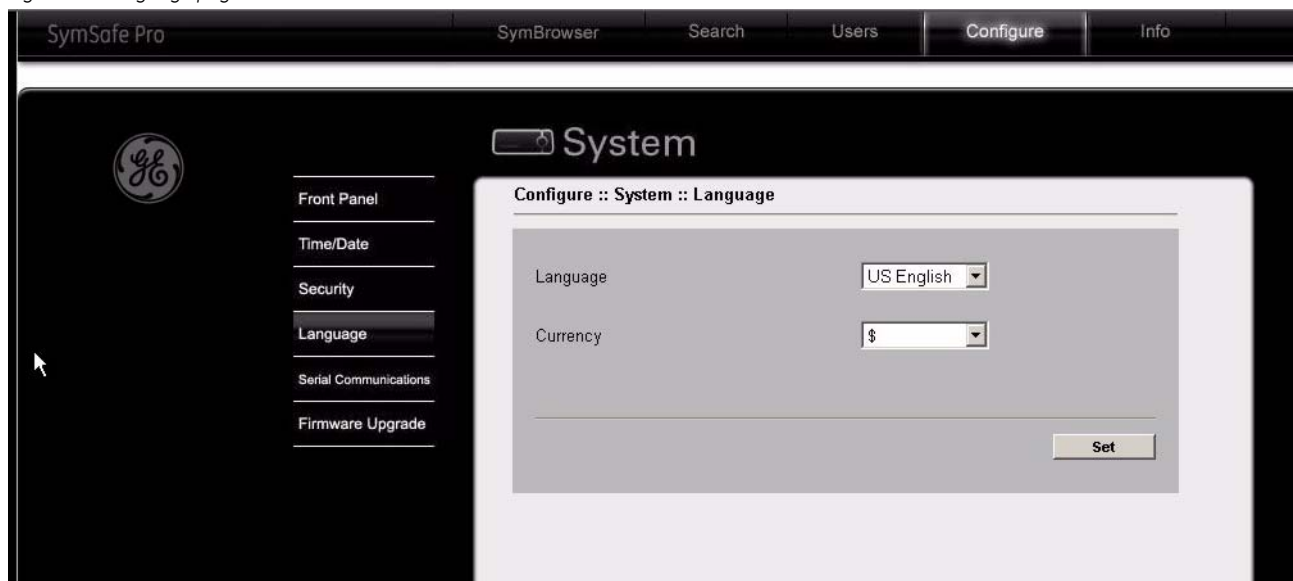 SymSafe Pro
SymBrowser
Search
Users
Configure
Info
GE
System
Front Panel
Time/Date
Security
Language
Serial Communications
Firmware Upgrade
Configure :: System :: Language
Language
US English
Currency
$
Set